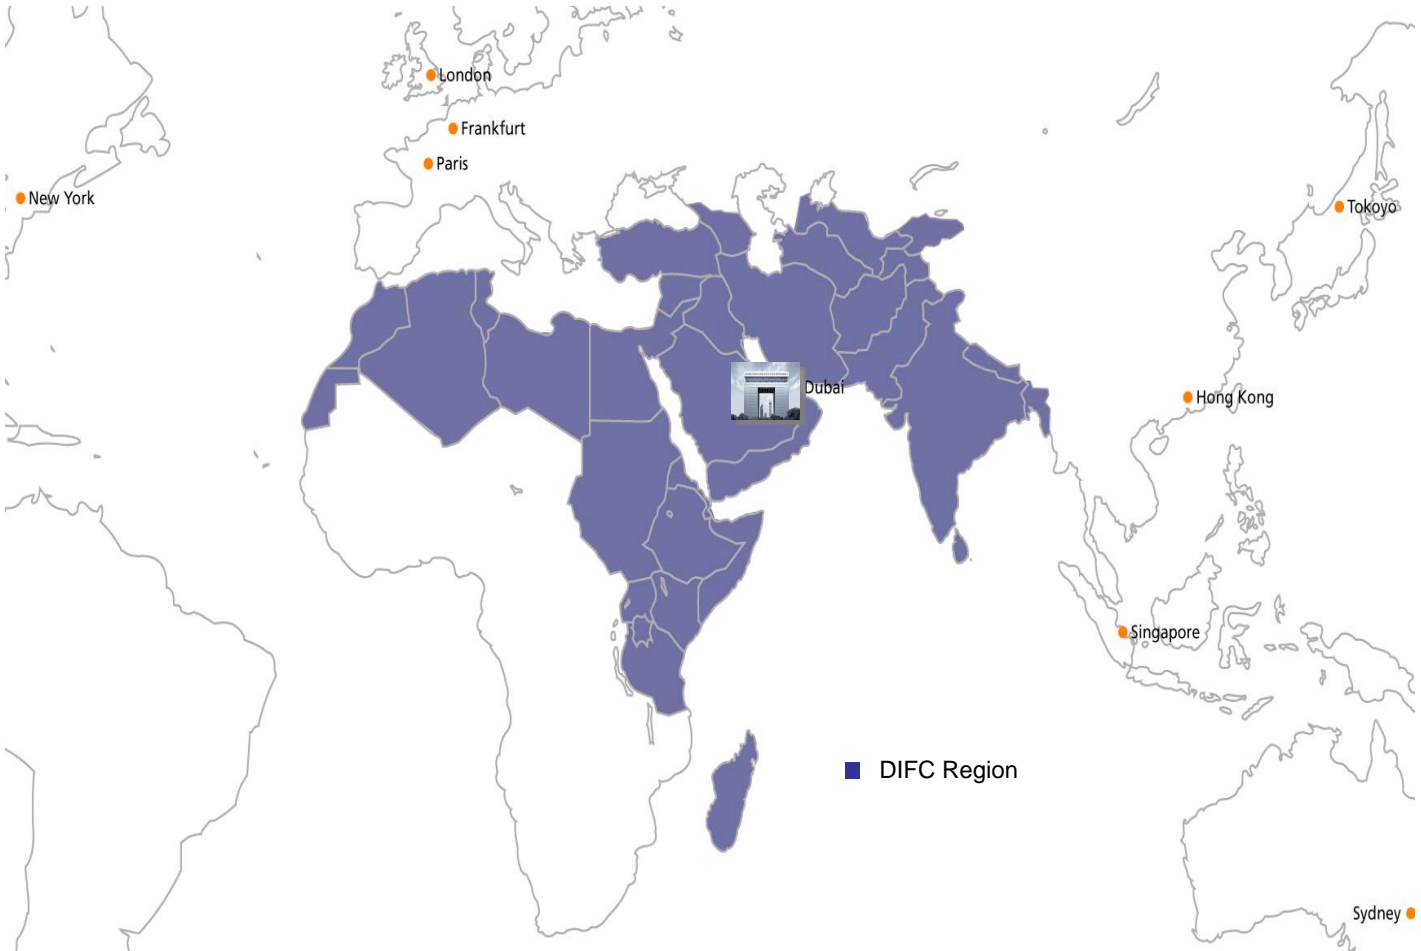 London
Frankfurt
Paris
New York
Tokoyo
Dubai
Hong Kong
Singapore
DIFC Region
Sydney